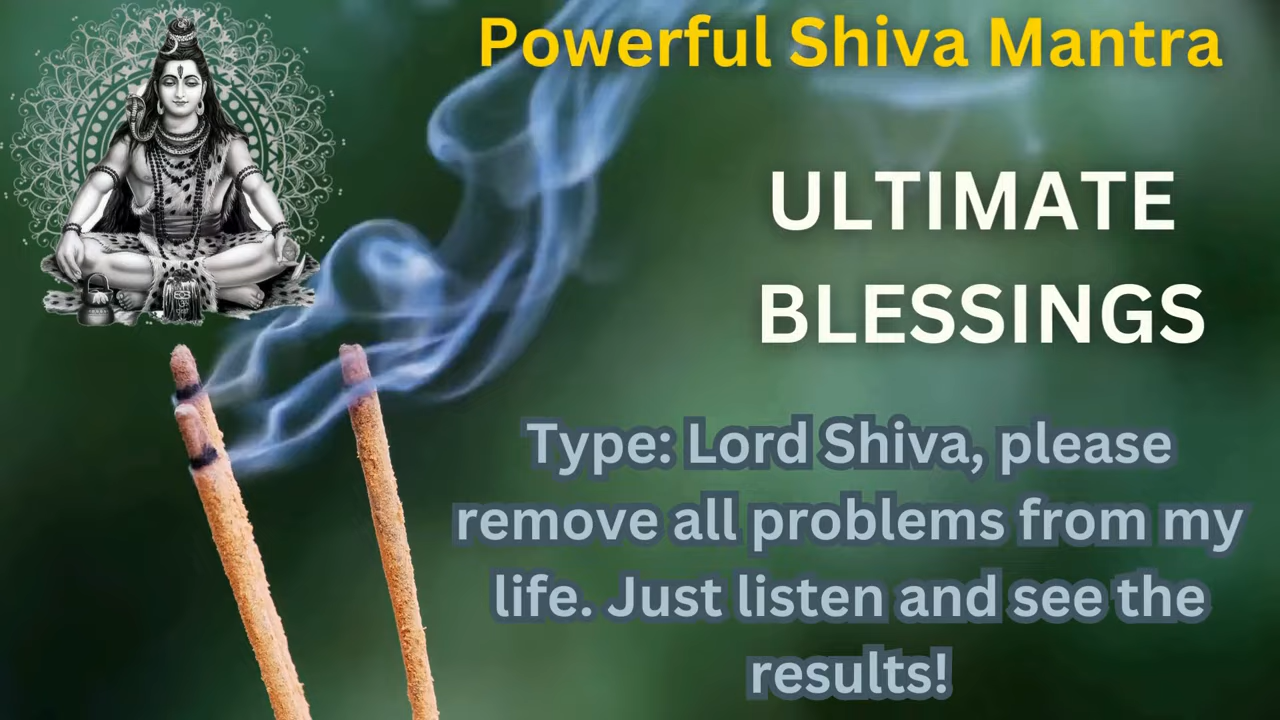 Powerful Shiva Mantra
ULTIMATE
BLESSINGS
Type: Lord Shiva, please
remove all problems from my
life. Just listen and see the
results!